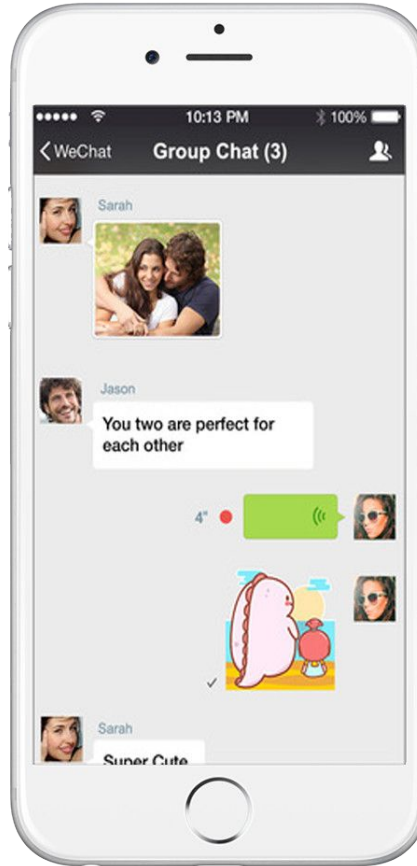 10:13 PM
100%
WeChat
Group Chat (3)
Sarah
Jason
You two are perfect for
each other
4"
Sarah
Super Cute